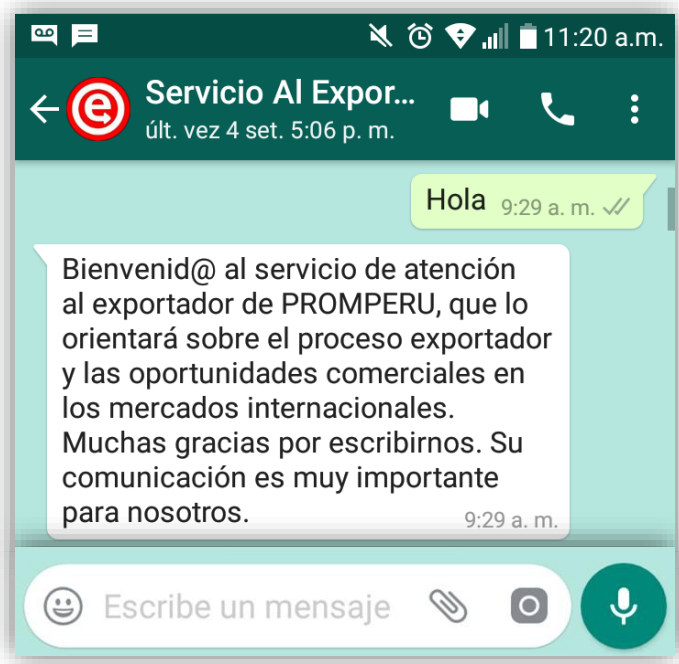 11:20 a.m.
Servicio Al Expor...
últ. vez 4 set. 5:06 p. m.
Hola 9:29 a. m.
Bienvenid@ al servicio de atención
al exportador de PROMPERU, que lo
orientará sobre el proceso exportador
y las oportunidades comerciales en
los mercados internacionales.
Muchas gracias por escribirnos. Su
comunicación es muy importante
para nosotros. 9:29 a. m.
Escribe un mensaje